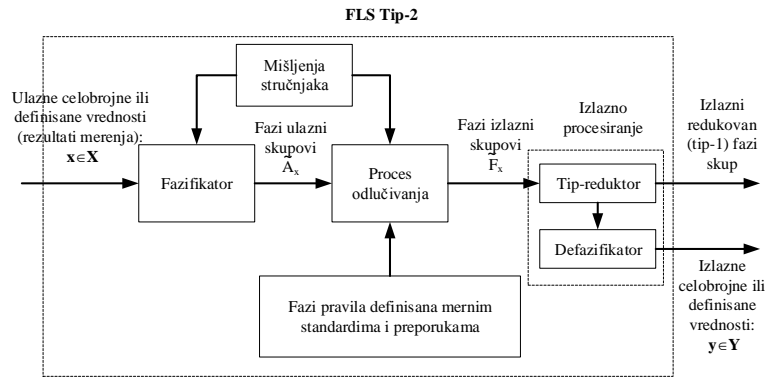 FLS Tip-2
Mišljenja
stručnjaka
Ulazne celobrojne ili
definisane vrednosti
(rezultati merenja):
x∈X
Fazifikator
Fazi ulazni
skupovi
Ãₓ
Proces
odlučivanja
Fazi izlazni
skupovi
F̃ₓ
Izlazno
procesiranje
Tip-reduktor
Defazifikator
Izlazni
redukovan
(tip-1) fazi
skup
Fazi pravila definisana mernim
standardima i preporukama
Izlazne
celobrojne ili
definisane
vrednosti:
y∈Y